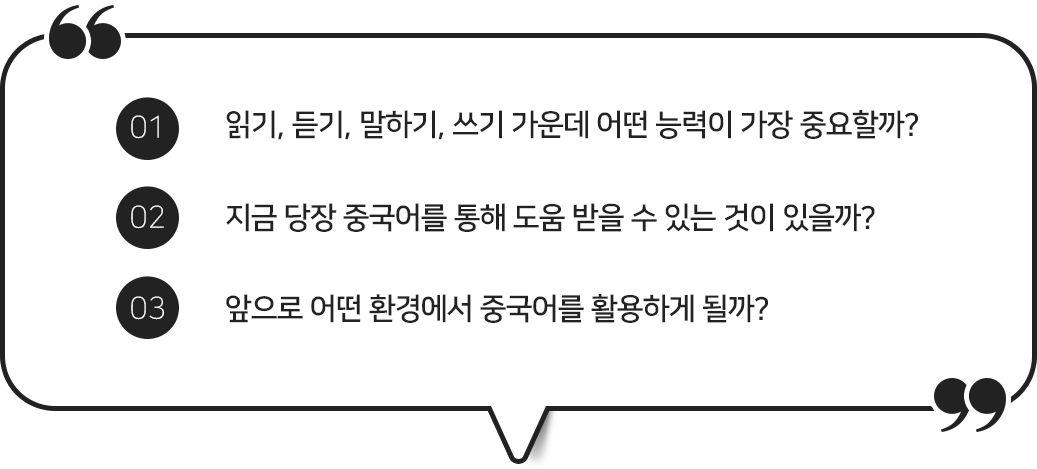 01 읽기, 듣기, 말하기, 쓰기 가운데 어떤 능력이 가장 중요할까?
02 지금 당장 중국어를 통해 도움 받을 수 있는 것이 있을까?
03 앞으로 어떤 환경에서 중국어를 활용하게 될까?